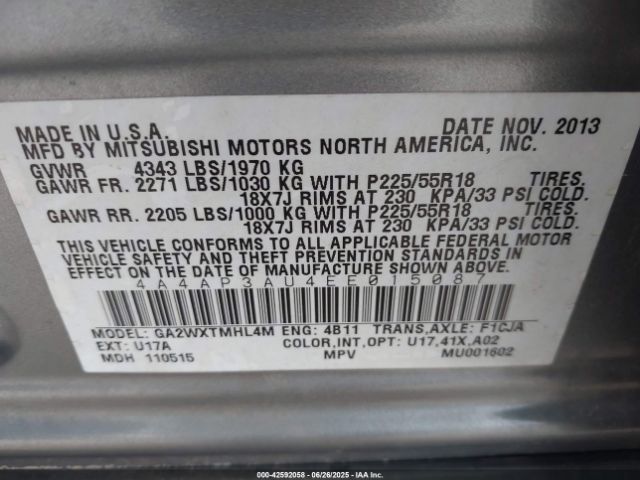 MADE IN U.S.A. DATE NOV. 2013
MFD BY MITSUBISHI MOTORS NORTH AMERICA, INC.
GVWR 4343 LBS/1970 KG
GAWR FR. 2271 LBS/1030 KG WITH P225/55R18 TIRES.
18X7J RIMS AT 230 KPA/33 PSI COLD.
GAWR RR. 2205 LBS/1000 KG WITH P225/55R18 TIRES.
18X7J RIMS AT 230 KPA/33 PSI COLD.
THIS VEHICLE CONFORMS TO ALL APPLICABLE FEDERAL MOTOR
VEHICLE SAFETY AND THEFT PREVENTION STANDARDS IN
EFFECT ON THE DATE OF MANUFACTURE SHOWN ABOVE.
4A4AP3AU4EE015087
MODEL: GA2WXTMHL4M ENG: 4B11 TRANS,AXLE: F1CJA
EXT: U17A COLOR,INT,OPT: U17,41X,A02
MDH 110515 MPV MU001602
000-42592058 - 06/26/2025 - IAA Inc.